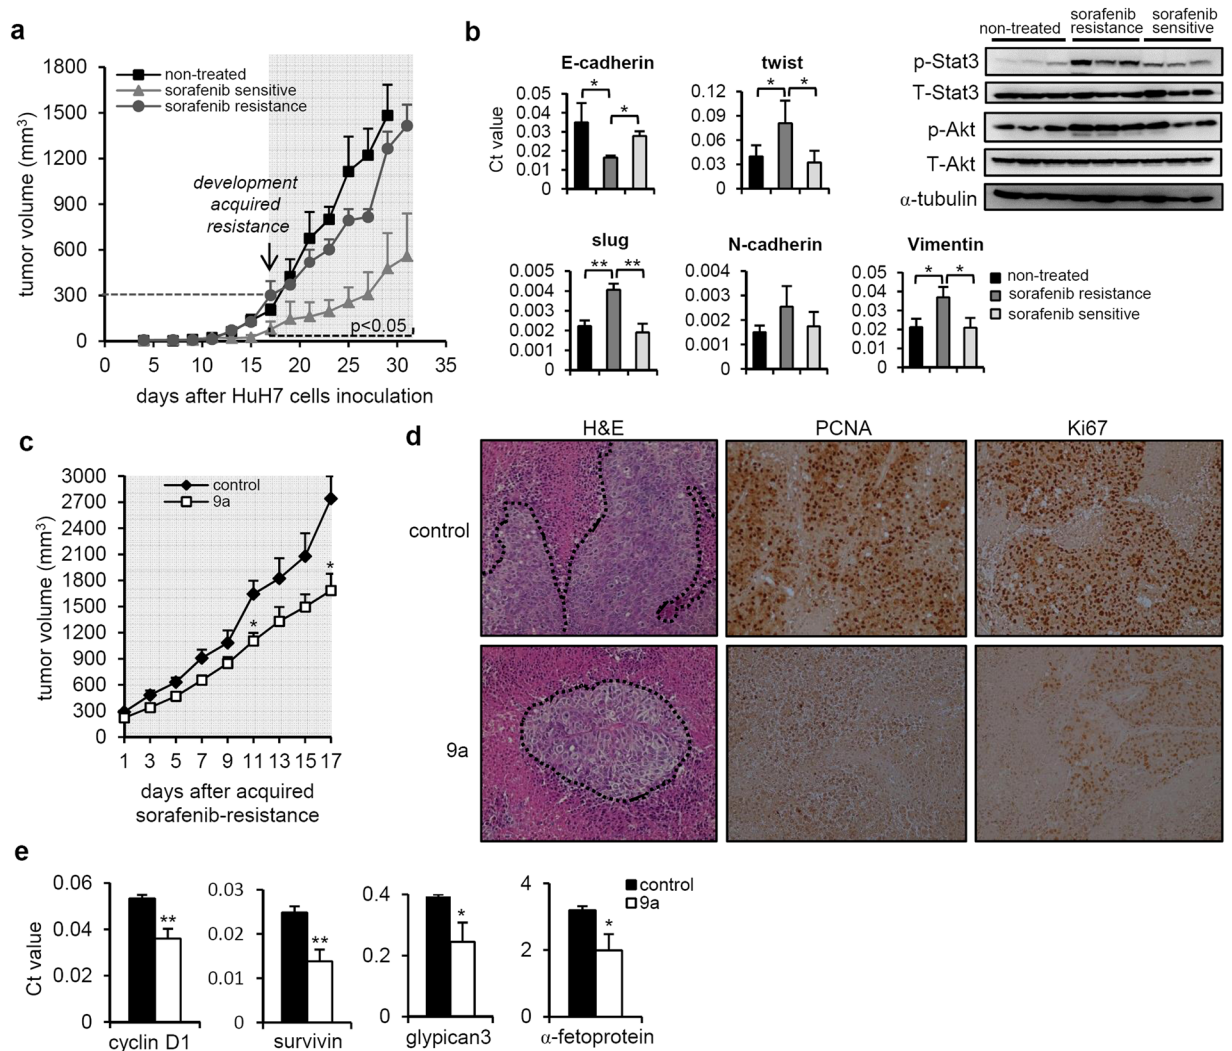 a
1800
1500
1200
900
600
300
0
tumor volume (mm3)
non-treated
sorafenib sensitive
sorafenib resistance
development
acquired
resistance
p<0.05
0 5 10 15 20 25 30 35
days after HuH7 cells inoculation
b
E-cadherin
Ct value
0.05
0.04
0.03
0.02
0.01
0
* *
twist
0.12
0.09
0.06
0.03
0
* *
slug
0.005
0.004
0.003
0.002
0.001
0
** **
N-cadherin
0.004
0.003
0.002
0.001
0
Vimentin
0.05
0.04
0.03
0.02
0.01
0
* *
non-treated
sorafenib resistance
sorafenib sensitive
non-treated
sorafenib
resistance
sorafenib
sensitive
p-Stat3
T-Stat3
p-Akt
T-Akt
α-tubulin
c
3000
2700
2400
2100
1800
1500
1200
900
600
300
0
tumor volume (mm3)
control
9a
*
*
1 3 5 7 9 11 13 15 17
days after acquired
sorafenib-resistance
d
H&E PCNA Ki67
control
9a
e
Ct value
0.06
0.04
0.02
0
**
cyclin D1
0.03
0.02
0.01
0
**
survivin
0.4
0.2
0
*
glypican3
4
2
0
*
α-fetoprotein
control
9a